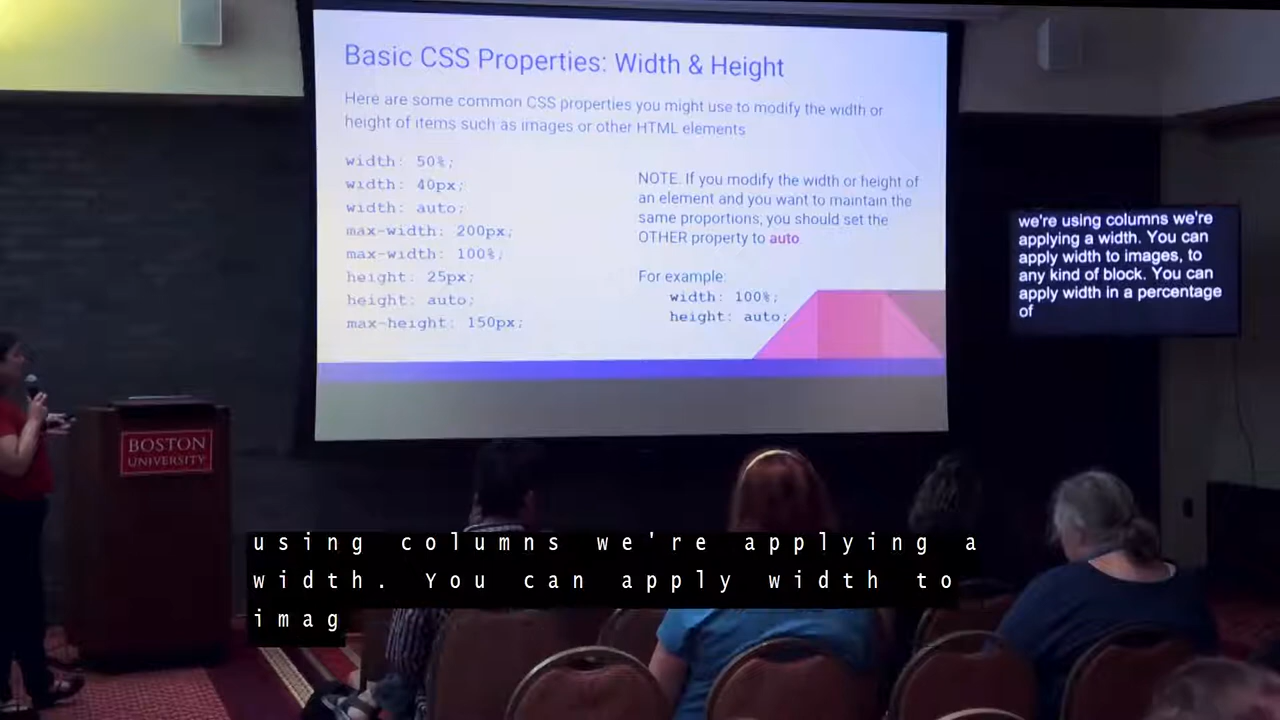 Basic CSS Properties: Width & Height
Here are some common CSS properties you might use to modify the width or
height of items such as images or other HTML elements
width: 50%;
width: 40px;
width: auto;
max-width: 200px;
max-width: 100%;
height: 25px;
height: auto;
max-height: 150px;
NOTE: If you modify the width or height of
an element and you want to maintain the
same proportions, you should set the
OTHER property to auto
For example:
width: 100%;
height: auto;
we're using columns we're
applying a width. You can
apply width to images, to
any kind of block. You can
apply width in a percentage
of
BOSTON
UNIVERSITY
using columns we're applying a
width. You can apply width to
imag